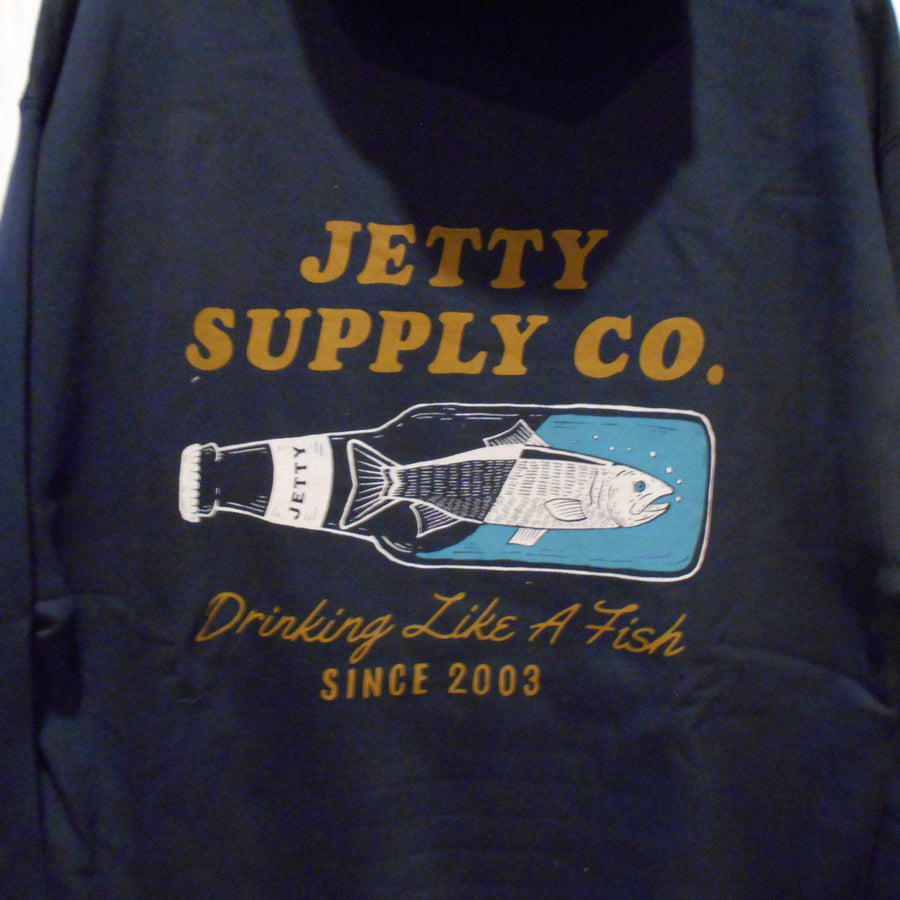 JETTY
SUPPLY CO.
JETTY
Drinking Like A Fish
SINCE 2003